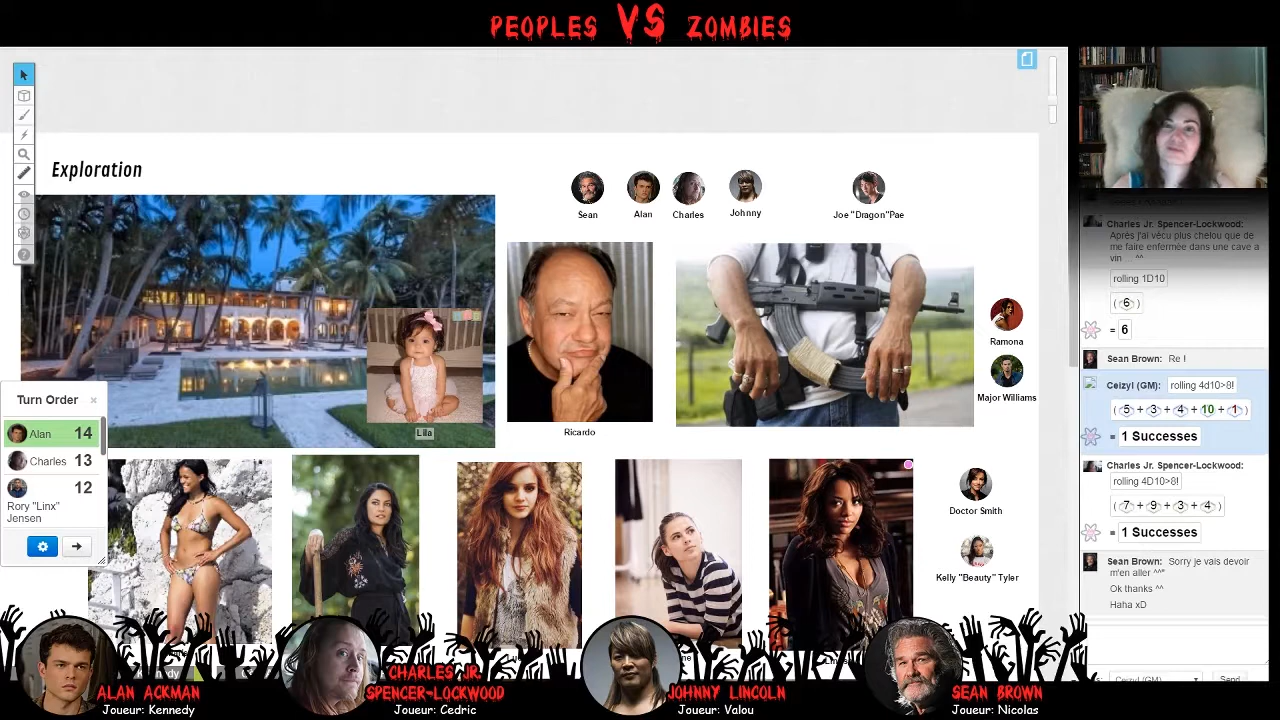 PEOPLES VS ZOMBIES
Exploration
Sean
Alan
Charles
Johnny
Joe "Dragon"Pae
Lila
Ricardo
Ramona
Major Williams
Doctor Smith
Kelly "Beauty" Tyler
Turn Order ×
Alan 14
Charles 13
12
Rory "Linx"
Jensen
Charles Jr. Spencer-Lockwood:
Après j'ai vécu plus chelou que de
me faire enfermée dans une cave a
vin ... ^^
rolling 1D10
(6)
= 6
Sean Brown: Re !
Ceizyl (GM): rolling 4d10>8!
(5+3+4+10+1)
= 1 Successes
Charles Jr. Spencer-Lockwood:
rolling 4D10>8!
(7+9+3+4)
= 1 Successes
Sean Brown: Sorry je vais devoir
m'en aller ^^"
Ok thanks ^^
Haha xD
Ceizyl (GM)
Send
ALAN ACKMAN
Joueur: Kennedy
CHARLES JR.
SPENCER-LOCKWOOD
Joueur: Cedric
JOHNNY LINCOLN
Joueur: Valou
SEAN BROWN
Joueur: Nicolas